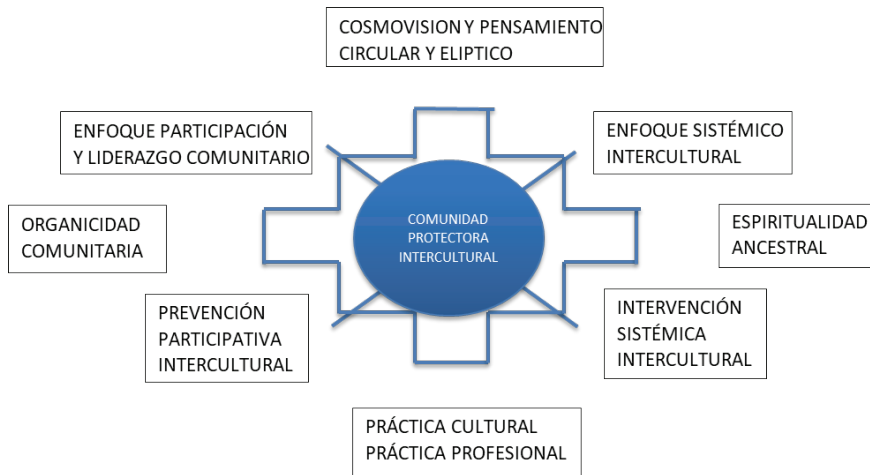 COSMOVISION Y PENSAMIENTO
CIRCULAR Y ELIPTICO
ENFOQUE PARTICIPACIÓN
Y LIDERAZGO COMUNITARIO
ENFOQUE SISTÉMICO
INTERCULTURAL
ORGANICIDAD
COMUNITARIA
COMUNIDAD
PROTECTORA
INTERCULTURAL
ESPIRITUALIDAD
ANCESTRAL
PREVENCIÓN
PARTICIPATIVA
INTERCULTURAL
INTERVENCIÓN
SISTÉMICA
INTERCULTURAL
PRÁCTICA CULTURAL
PRÁCTICA PROFESIONAL